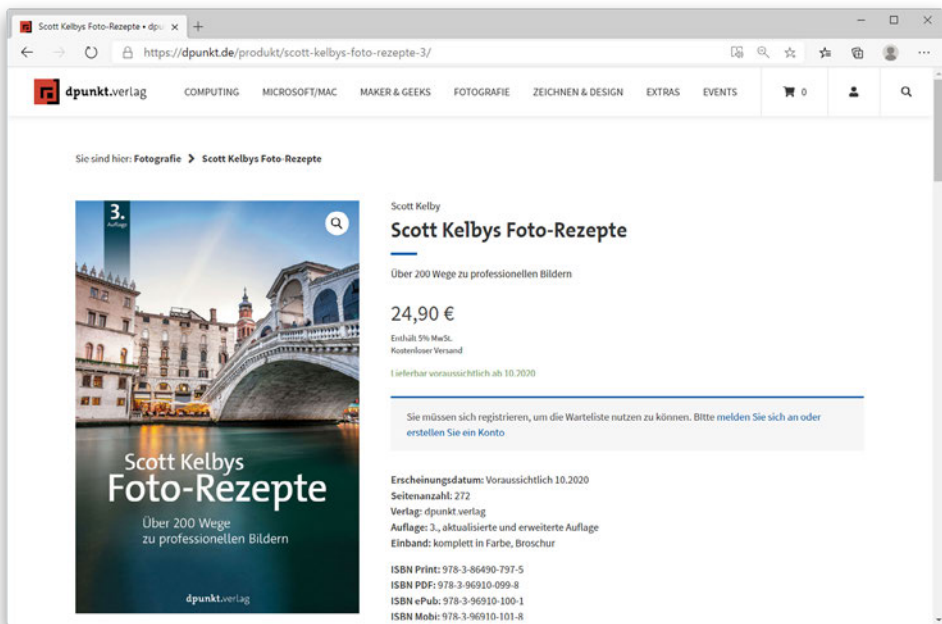 Scott Kelbys Foto-Rezepte • dpu
https://dpunkt.de/produkt/scott-kelbys-foto-rezepte-3/
dpunkt.verlag COMPUTING MICROSOFT/MAC MAKER & GEEKS FOTOGRAFIE ZEICHNEN & DESIGN EXTRAS EVENTS 0
Sie sind hier: Fotografie Scott Kelbys Foto-Rezepte
3.
Auflage
Scott Kelbys
Foto-Rezepte
Über 200 Wege
zu professionellen Bildern
dpunkt.verlag
Scott Kelby
Scott Kelbys Foto-Rezepte
Über 200 Wege zu professionellen Bildern
24,90 €
Enthält 5% MwSt.
Kostenloser Versand
Lieferbar voraussichtlich ab 10.2020
Sie müssen sich registrieren, um die Warteliste nutzen zu können. Bitte melden Sie sich an oder
erstellen Sie ein Konto
Erscheinungsdatum: Voraussichtlich 10.2020
Seitenanzahl: 272
Verlag: dpunkt.verlag
Auflage: 3., aktualisierte und erweiterte Auflage
Einband: komplett in Farbe, Broschur
ISBN Print: 978-3-86490-797-5
ISBN PDF: 978-3-96910-099-8
ISBN ePub: 978-3-96910-100-1
ISBN Mobi: 978-3-96910-101-8